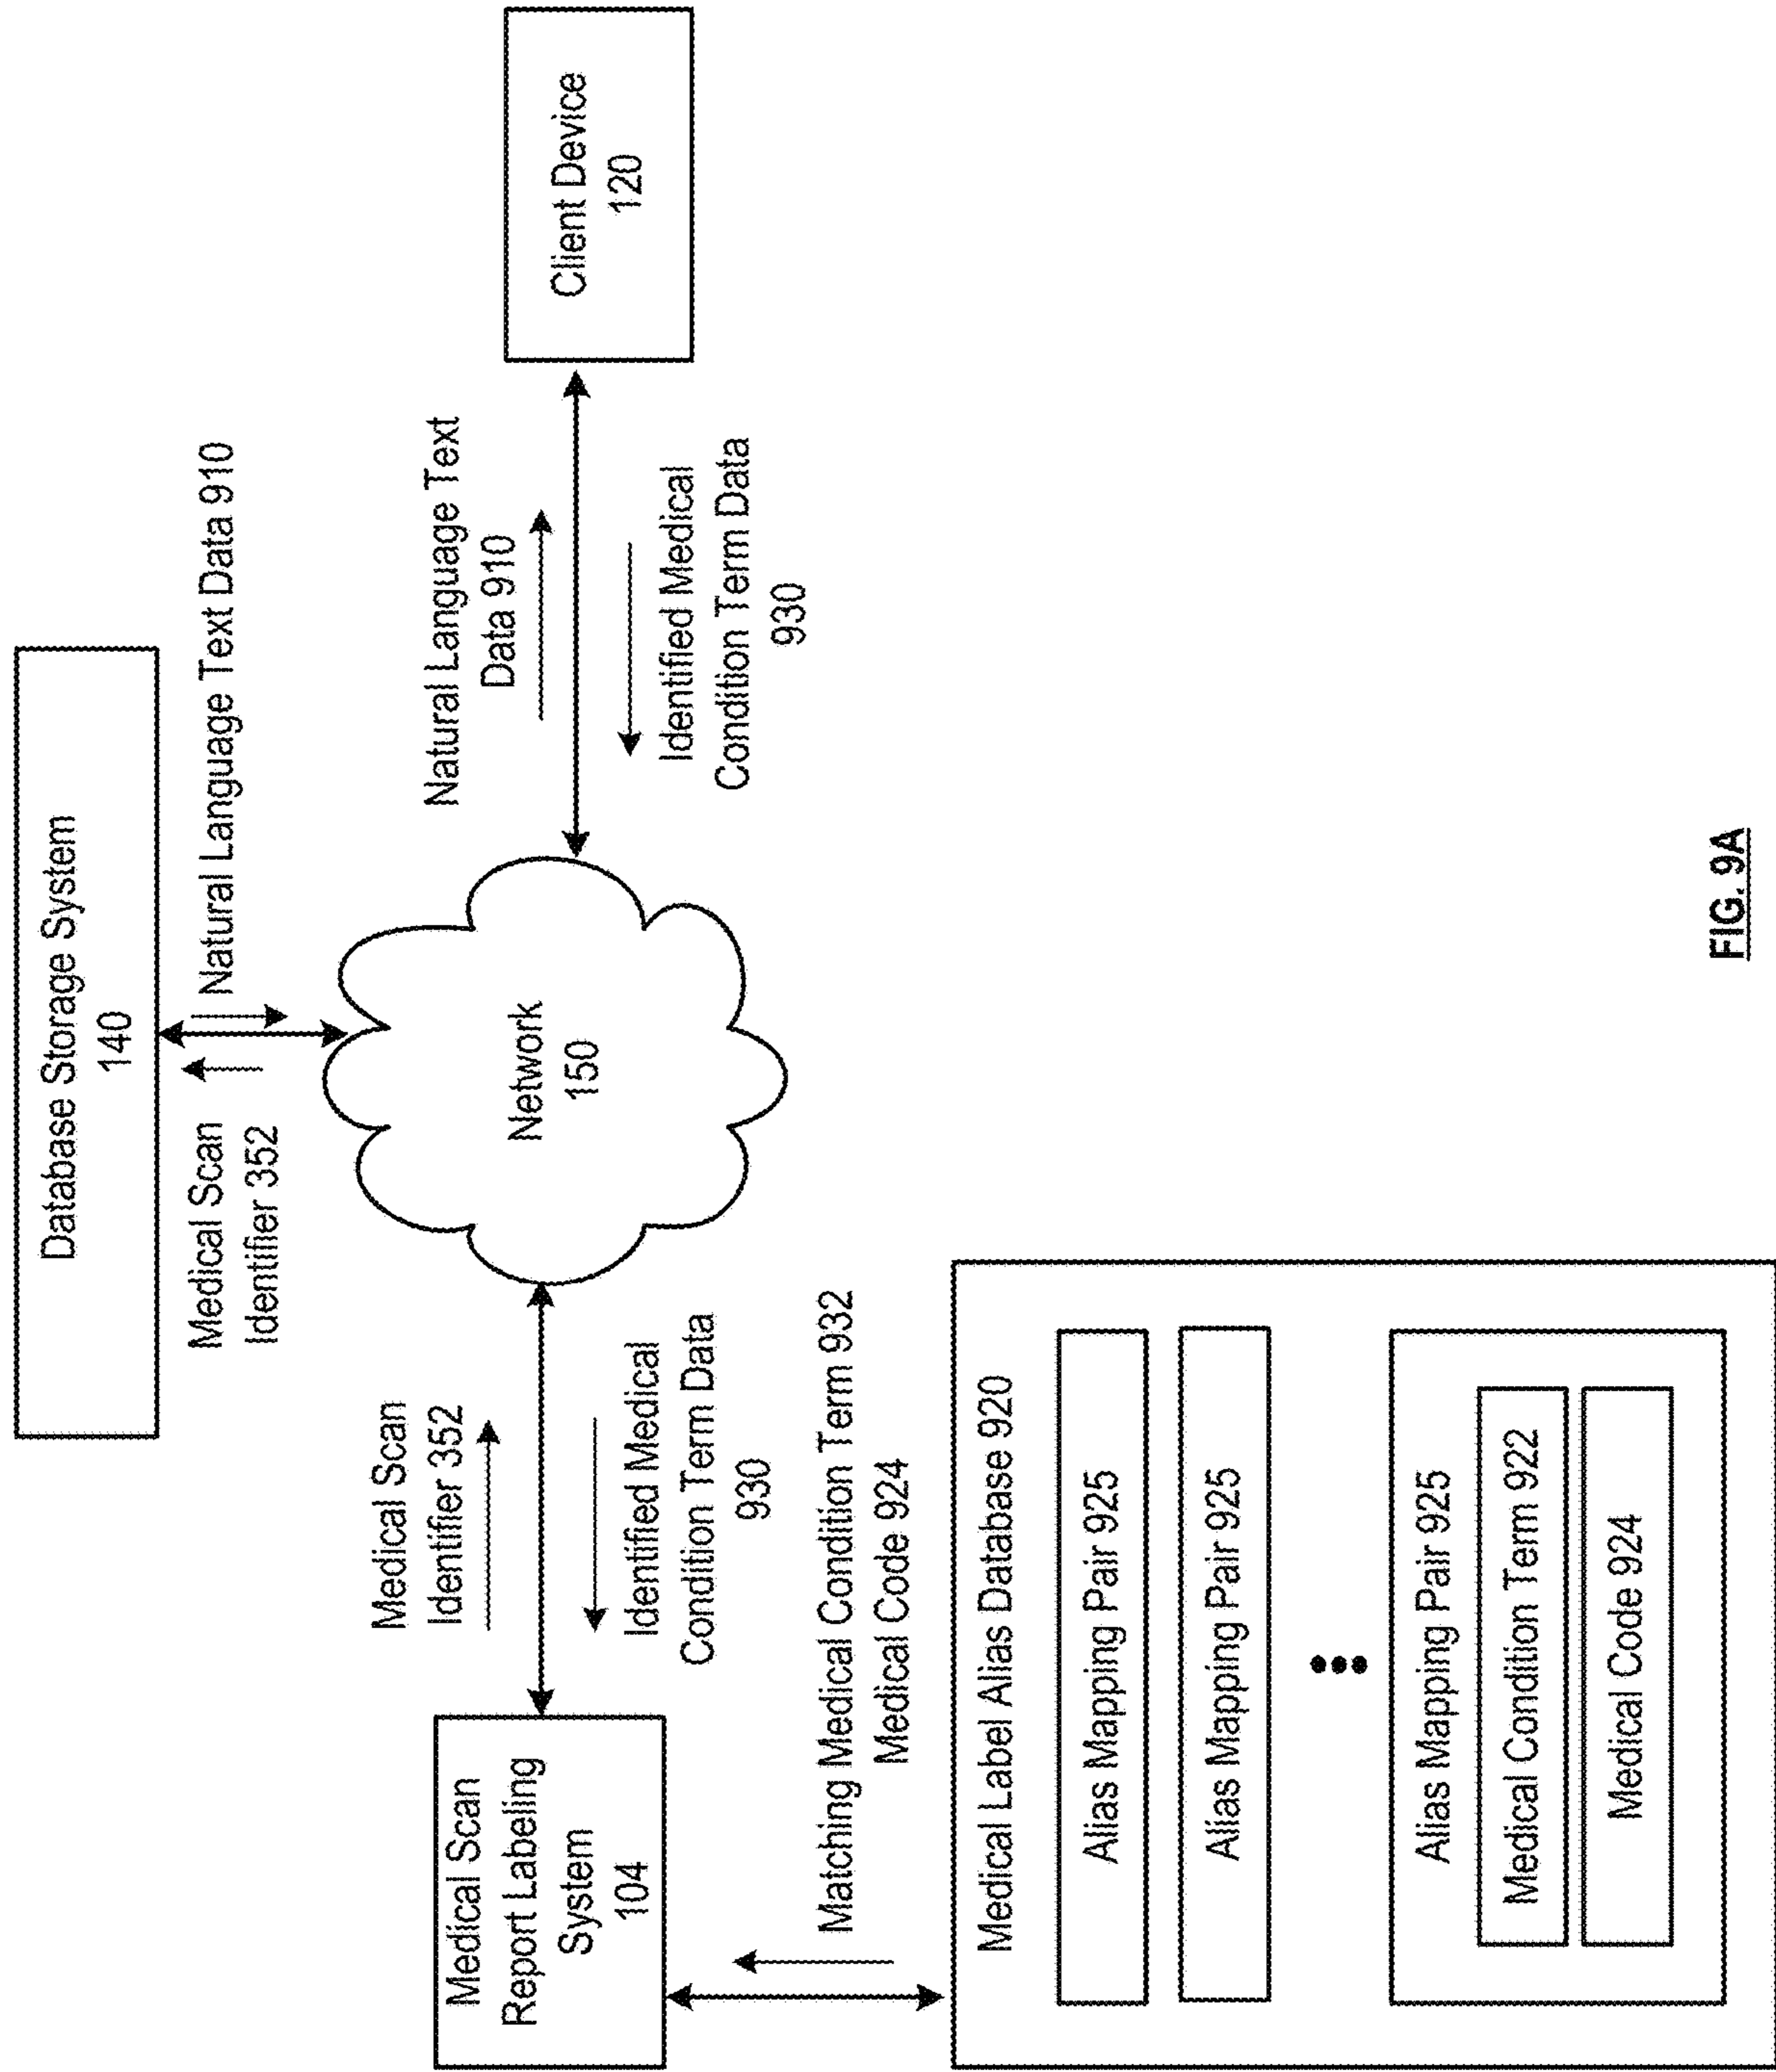 Database Storage System
140
Medical Scan
Identifier 352
Natural Language Text Data 910
Medical Scan
Report Labeling
System
104
Medical Scan
Identifier 352
Identified Medical
Condition Term Data
930
Network
150
Natural Language Text
Data 910
Identified Medical
Condition Term Data
930
Client Device
120
Matching Medical Condition Term 932
Medical Code 924
Medical Label Alias Database 920
Alias Mapping Pair 925
Alias Mapping Pair 925
Alias Mapping Pair 925
Medical Condition Term 922
Medical Code 924
FIG. 9A